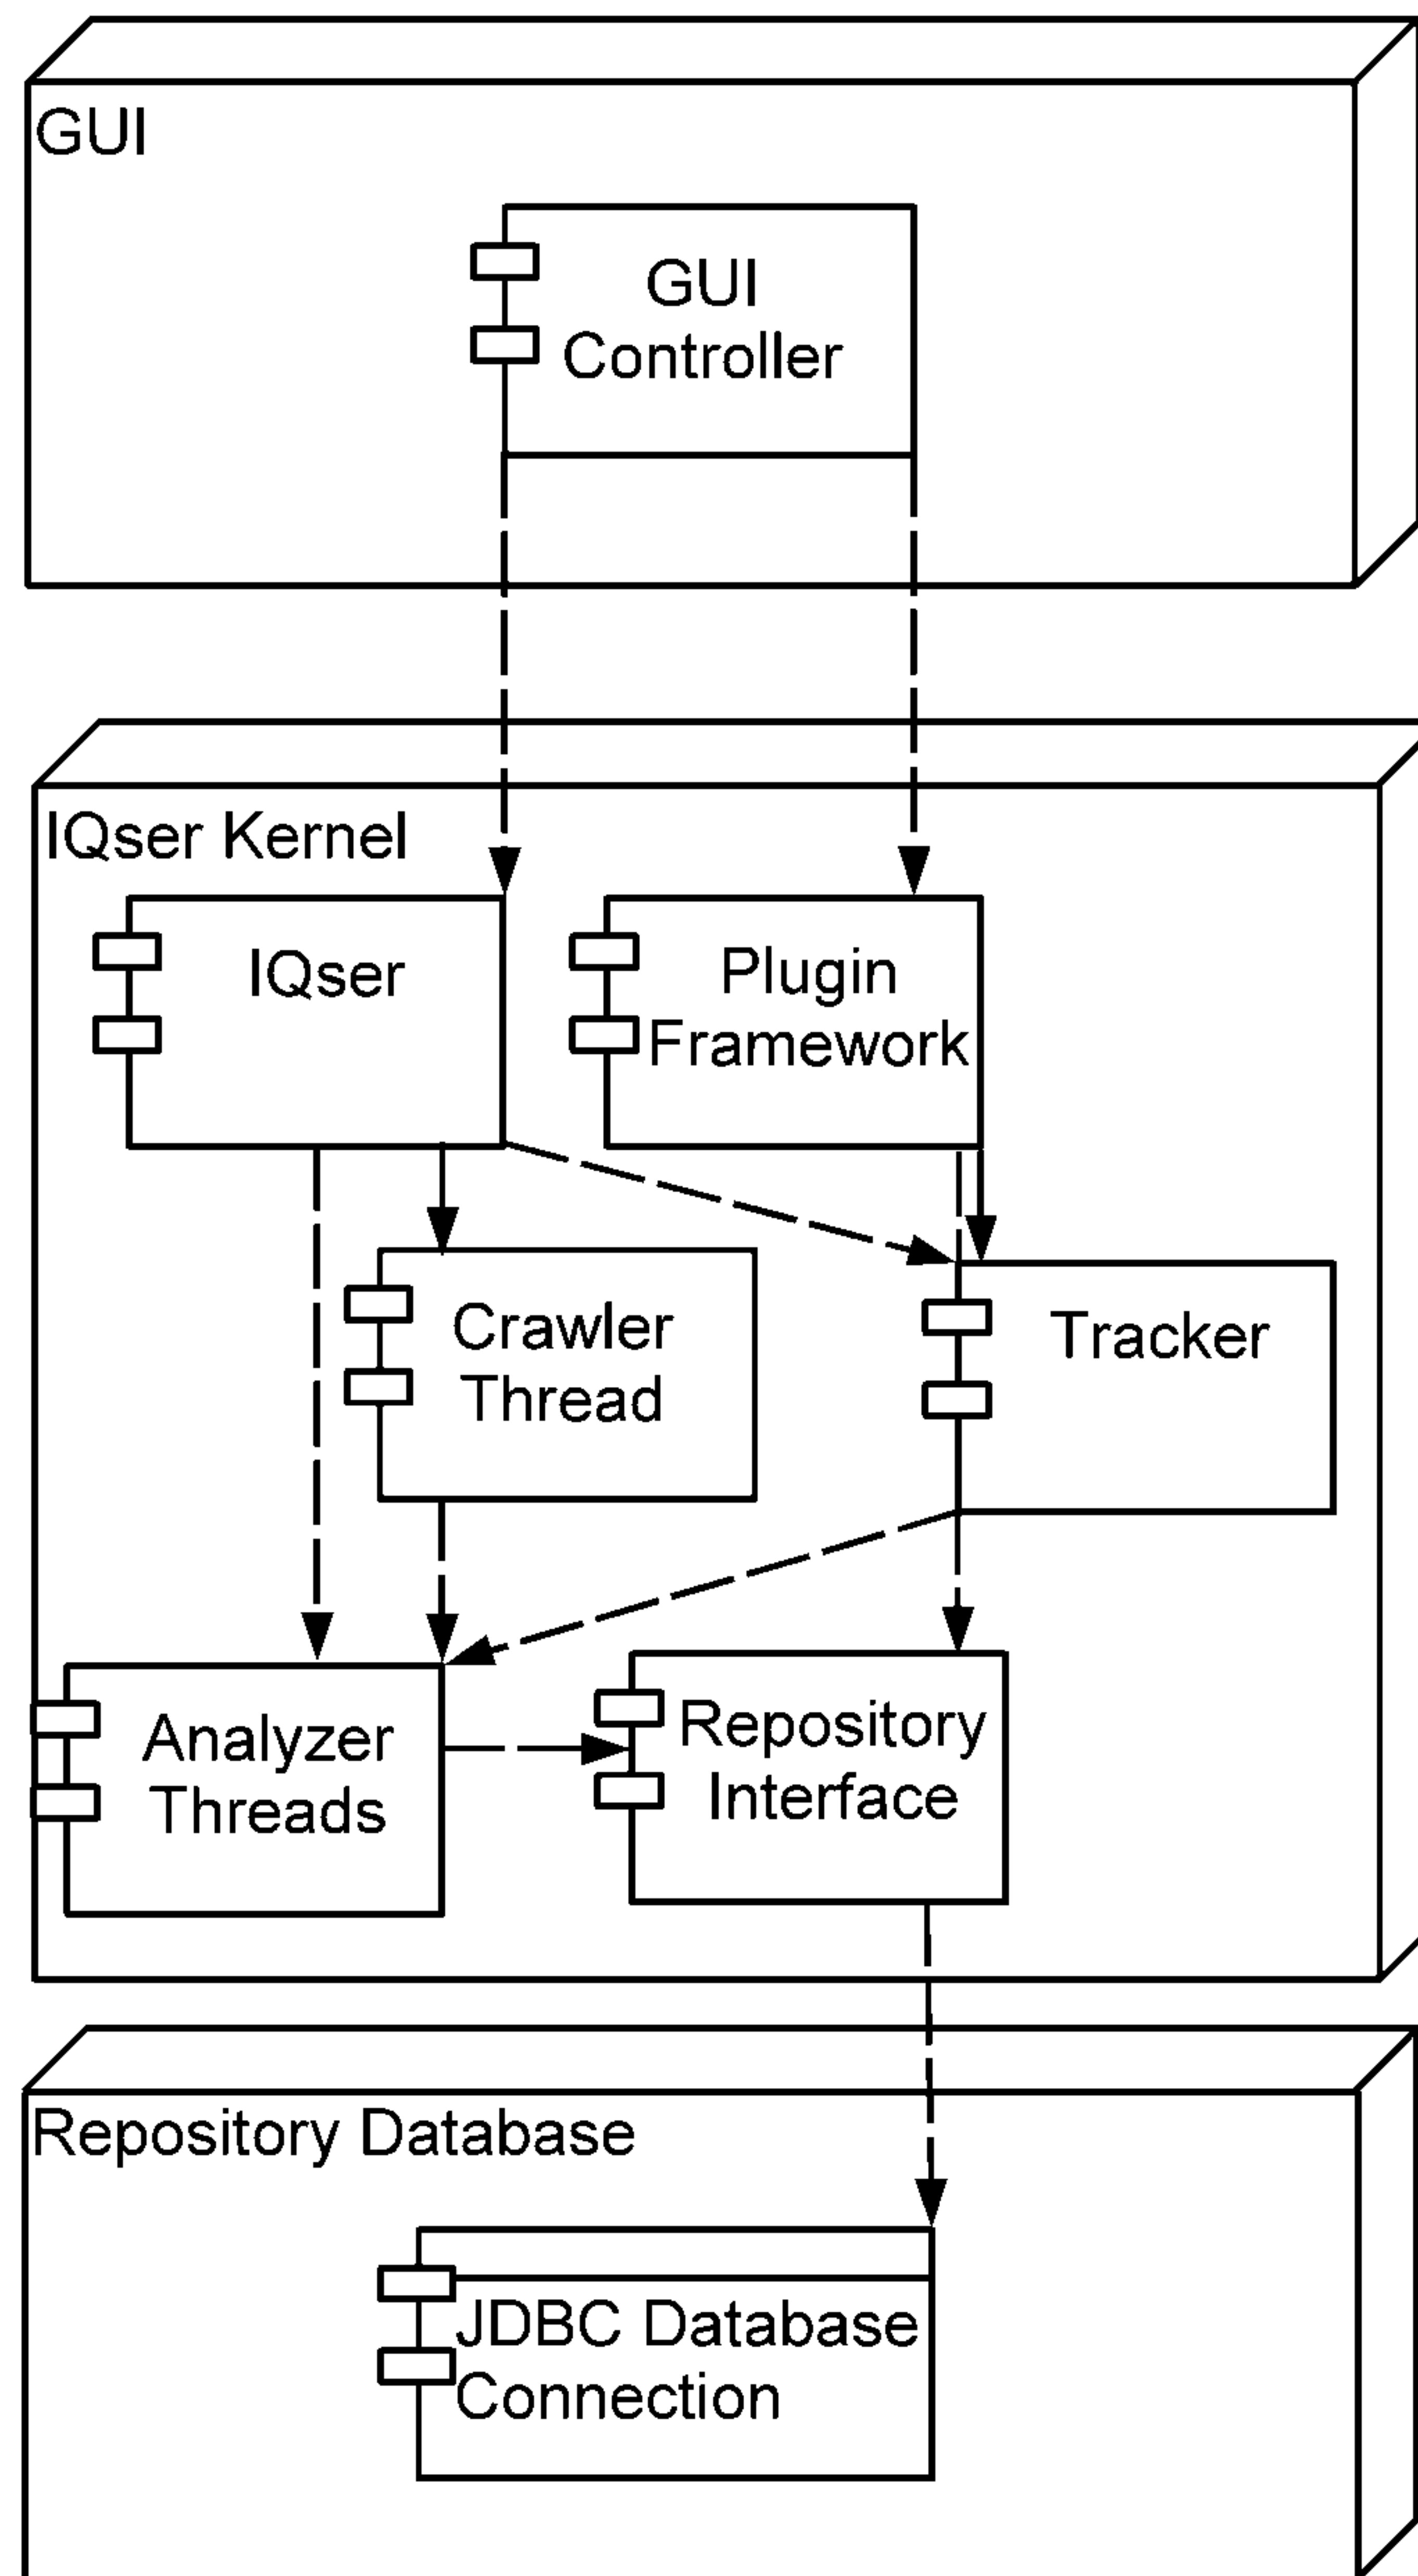 GUI
GUI
Controller
IQser Kernel
IQser
Plugin
Framework
Crawler
Thread
Tracker
Analyzer
Threads
Repository
Interface
Repository Database
JDBC Database
Connection